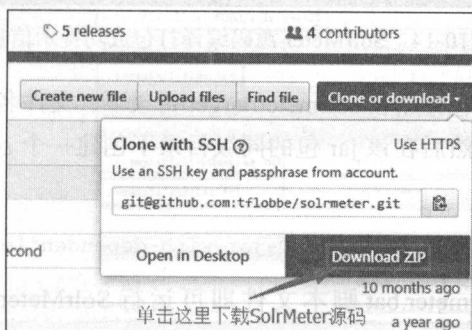 5 releases
4 contributors
Create new file
Upload files
Find file
Clone or download
Clone with SSH
Use HTTPS
Use an SSH key and passphrase from account.
git@github.com:tflobbe/solrmeter.git
econd
Open in Desktop
Download ZIP
10 months ago
单击这里下载SolrMeter源码
a year ago